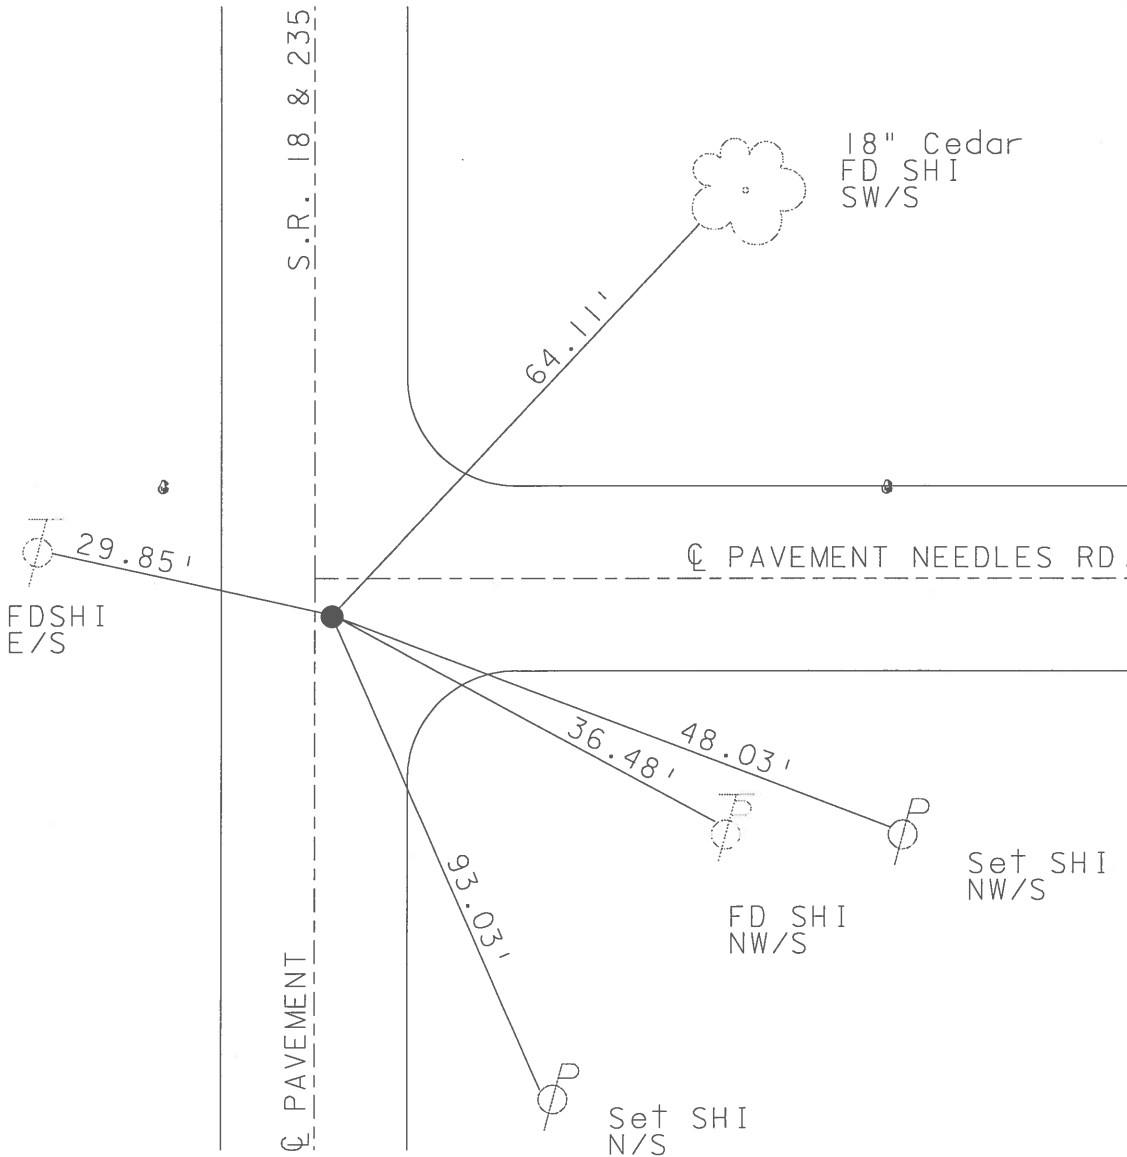 S.R. 18 & 235
18" Cedar
FD SHI
SW/S
64.11'
29.85'
℄ PAVEMENT NEEDLES RD.
T
FDSHI
E/S
36.48'
48.03'
TP
P
Set SHI
NW/S
FD SHI
NW/S
93.03'
℄ PAVEMENT
P
Set SHI
N/S